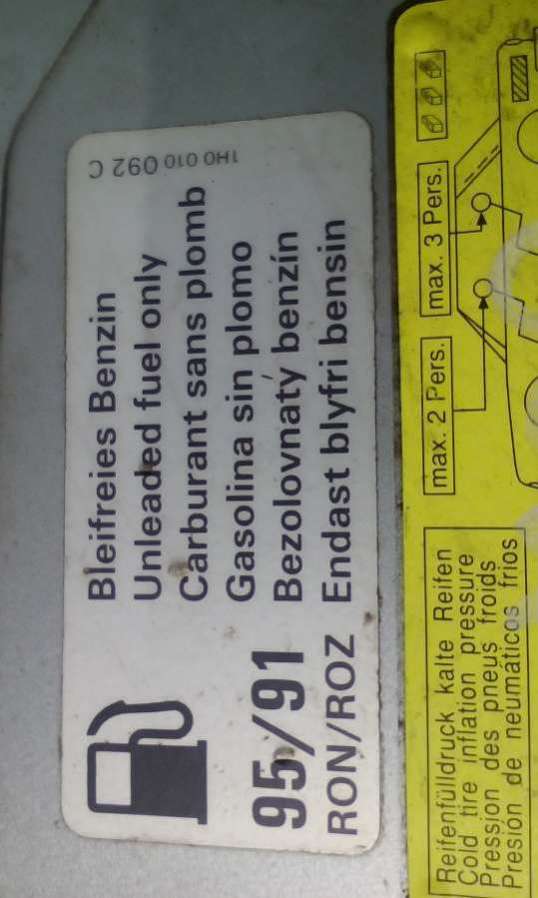 1H0 010 092 C
Bleifreies Benzin
Unleaded fuel only
Carburant sans plomb
Gasolina sin plomo
Bezolovnatý benzín
Endast blyfri bensin
95/91
RON/ROZ
max. 2 Pers.
max. 3 Pers.
Reifenfülldruck kalte Reifen
Cold tire inflation pressure
Pression des pneus froids
Presión de neumáticos frios